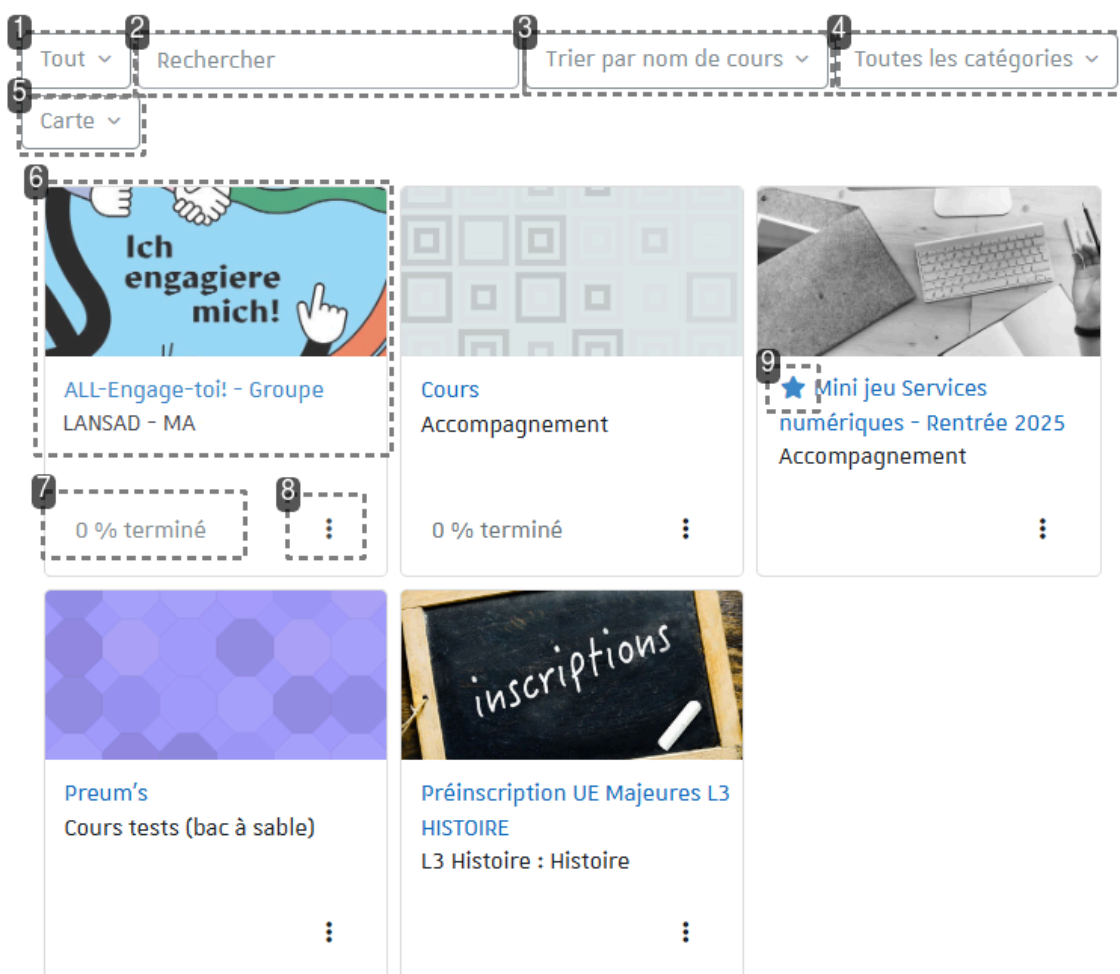 1 2 3 4
Tout Rechercher Trier par nom de cours Toutes les catégories
5
Carte
6
Ich
engagiere
mich!
9
ALL-Engage-toi! - Groupe
LANSAD - MA
Cours
Accompagnement
Mini jeu Services
numériques - Rentrée 2025
Accompagnement
7 8
0 % terminé
0 % terminé
inscriptions
Preum's
Cours tests (bac à sable)
Préinscription UE Majeures L3
HISTOIRE
L3 Histoire : Histoire